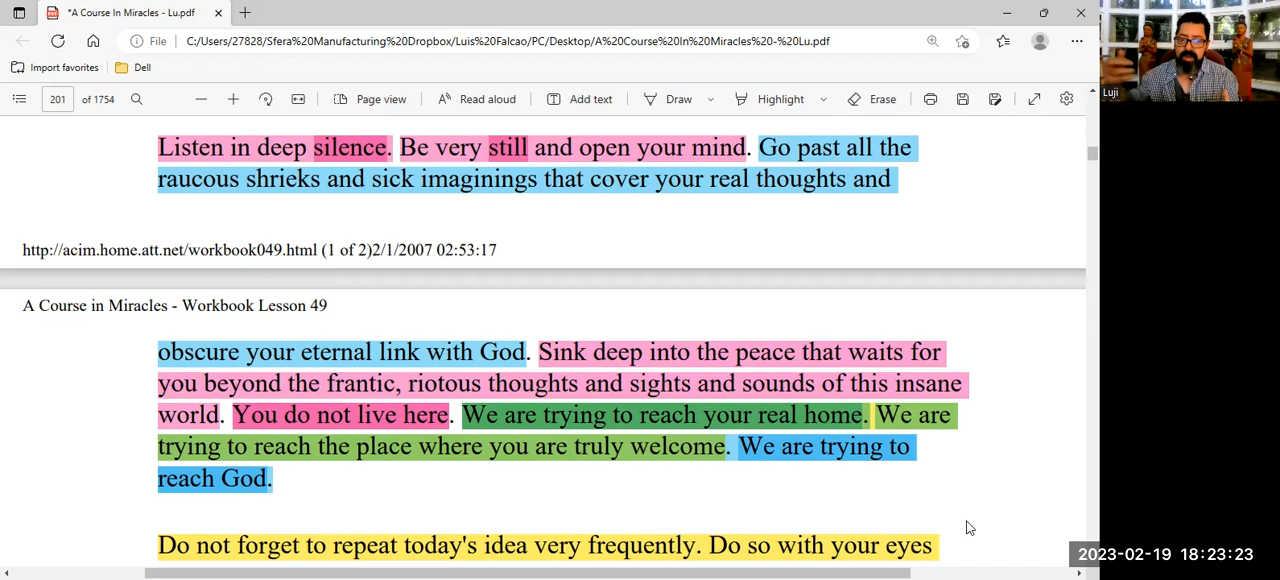 *A Course In Miracles - Lu.pdf
File
C:/Users/27828/Sfera%20Manufacturing%20Dropbox/Luis%20Falcao/PC/Desktop/A%20Course%20In%20Miracles%20-%20Lu.pdf
Import favorites
Dell
201 of 1754
Page view
Read aloud
Add text
Draw
Highlight
Erase
Luji
Listen in deep silence. Be very still and open your mind. Go past all the
raucous shrieks and sick imaginings that cover your real thoughts and
http://acim.home.att.net/workbook049.html (1 of 2)2/1/2007 02:53:17
A Course in Miracles - Workbook Lesson 49
obscure your eternal link with God. Sink deep into the peace that waits for
you beyond the frantic, riotous thoughts and sights and sounds of this insane
world. You do not live here. We are trying to reach your real home. We are
trying to reach the place where you are truly welcome. We are trying to
reach God.
Do not forget to repeat today's idea very frequently. Do so with your eyes
2023-02-19 18:23:23